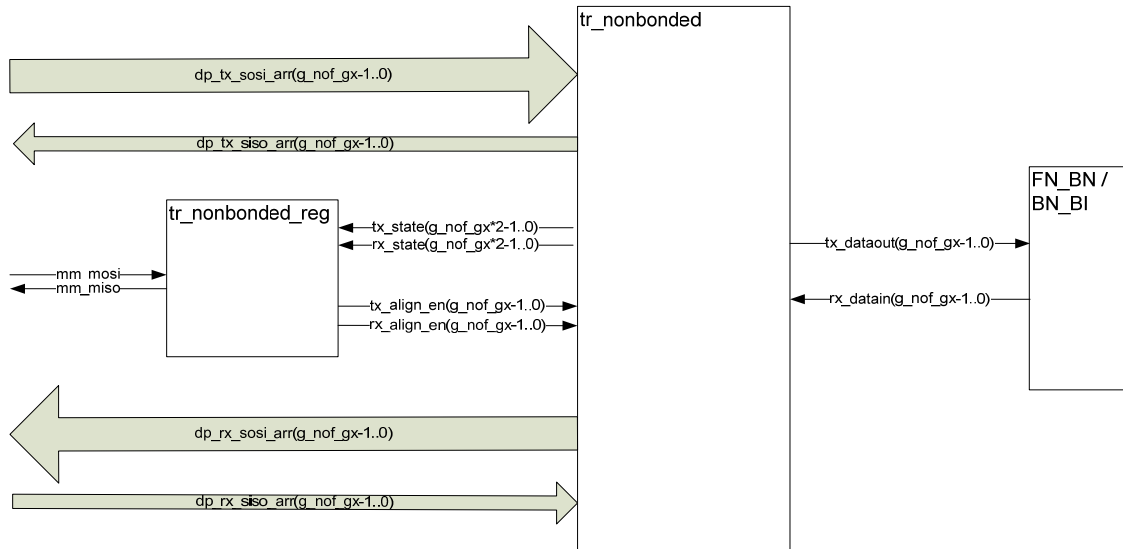 tr_nonbonded
dp_tx_sosi_arr(g_nof_gx-1..0)
dp_tx_siso_arr(g_nof_gx-1..0)
FN_BN /
BN_BI
tr_nonbonded_reg
tx_state(g_nof_gx*2-1..0)
rx_state(g_nof_gx*2-1..0)
tx_dataout(g_nof_gx-1..0)
mm_mosi
mm_miso
rx_datain(g_nof_gx-1..0)
tx_align_en(g_nof_gx-1..0)
rx_align_en(g_nof_gx-1..0)
dp_rx_sosi_arr(g_nof_gx-1..0)
dp_rx_siso_arr(g_nof_gx-1..0)